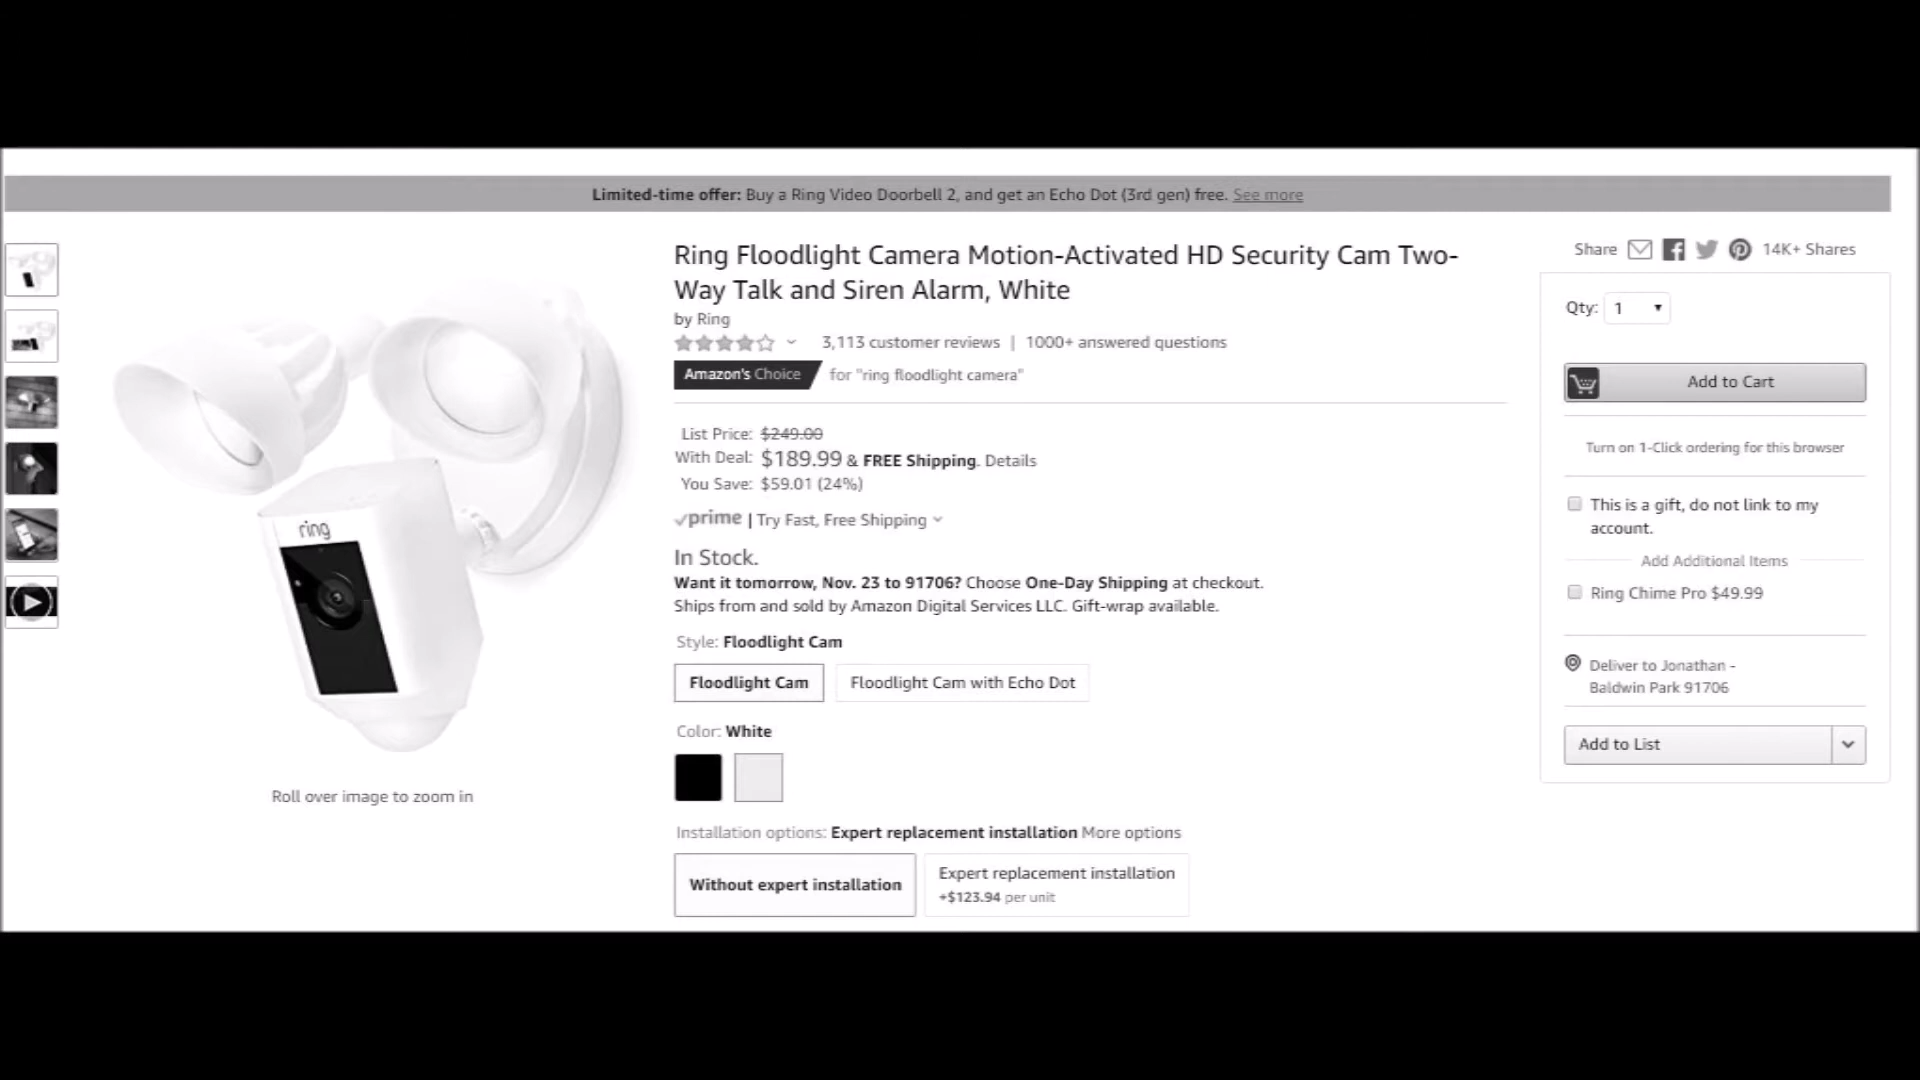 Limited-time offer: Buy a Ring Video Doorbell 2, and get an Echo Dot (3rd gen) free. See more
Ring Floodlight Camera Motion-Activated HD Security Cam Two-
Way Talk and Siren Alarm, White
by Ring
3,113 customer reviews | 1000+ answered questions
Amazon's Choice for "ring floodlight camera"
List Price: $249.00
With Deal: $189.99 & FREE Shipping. Details
You Save: $59.01 (24%)
prime | Try Fast, Free Shipping
In Stock.
Want it tomorrow, Nov. 23 to 91706? Choose One-Day Shipping at checkout.
Ships from and sold by Amazon Digital Services LLC. Gift-wrap available.
Style: Floodlight Cam
Floodlight Cam
Floodlight Cam with Echo Dot
Color: White
Installation options: Expert replacement installation More options
Without expert installation
Expert replacement installation
+$123.94 per unit
ring
Roll over image to zoom in
Share 14K+ Shares
Qty: 1
Add to Cart
Turn on 1-Click ordering for this browser
This is a gift, do not link to my
account.
Add Additional Items
Ring Chime Pro $49.99
Deliver to Jonathan -
Baldwin Park 91706
Add to List